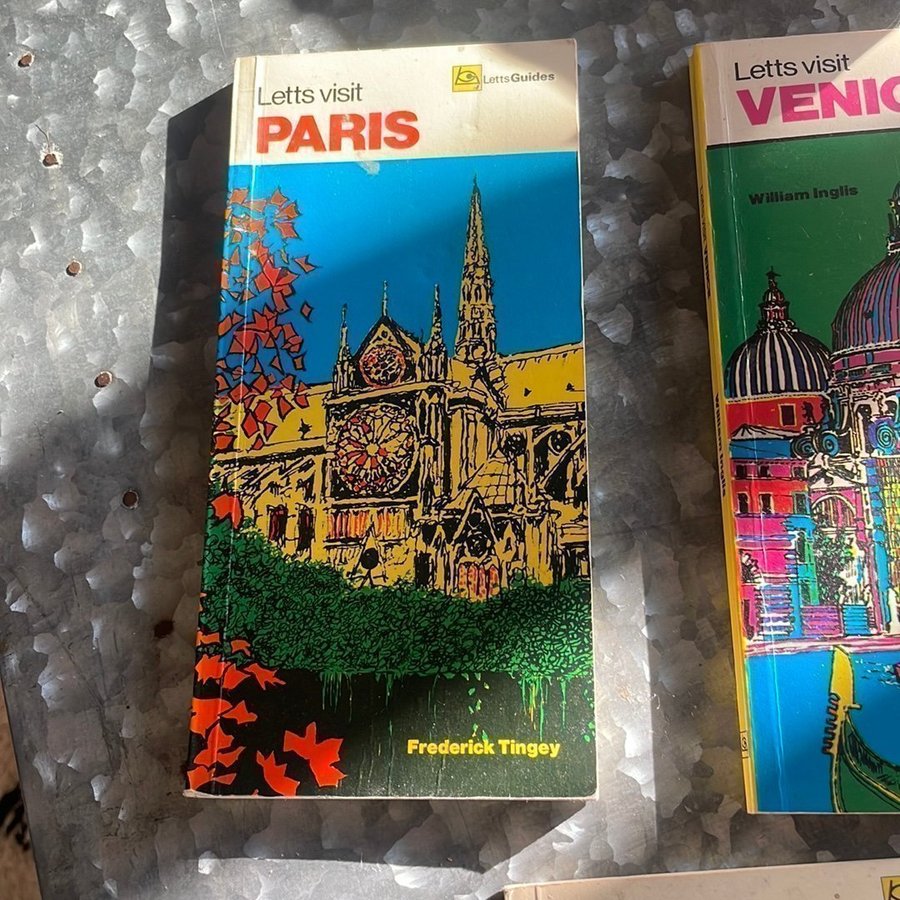 Letts visit
PARIS
LettsGuides
Frederick Tingey
Letts visit
VENIC
William Inglis